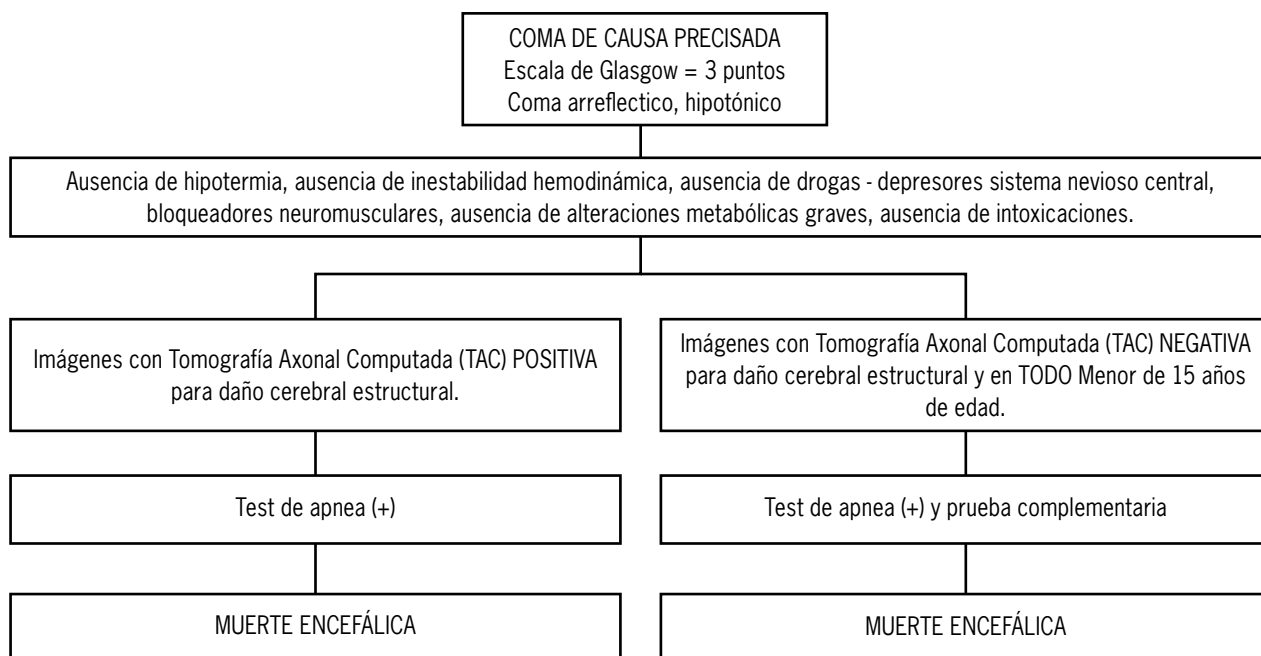 COMA DE CAUSA PRECISADA
Escala de Glasgow = 3 puntos
Coma arreflectico, hipotónico
Ausencia de hipotermia, ausencia de inestabilidad hemodinámica, ausencia de drogas - depresores sistema nevioso central,
bloqueadores neuromusculares, ausencia de alteraciones metabólicas graves, ausencia de intoxicaciones.
Imágenes con Tomografía Axonal Computada (TAC) POSITIVA
para daño cerebral estructural.
Imágenes con Tomografía Axonal Computada (TAC) NEGATIVA
para daño cerebral estructural y en TODO Menor de 15 años
de edad.
Test de apnea (+)
Test de apnea (+) y prueba complementaria
MUERTE ENCEFÁLICA
MUERTE ENCEFÁLICA